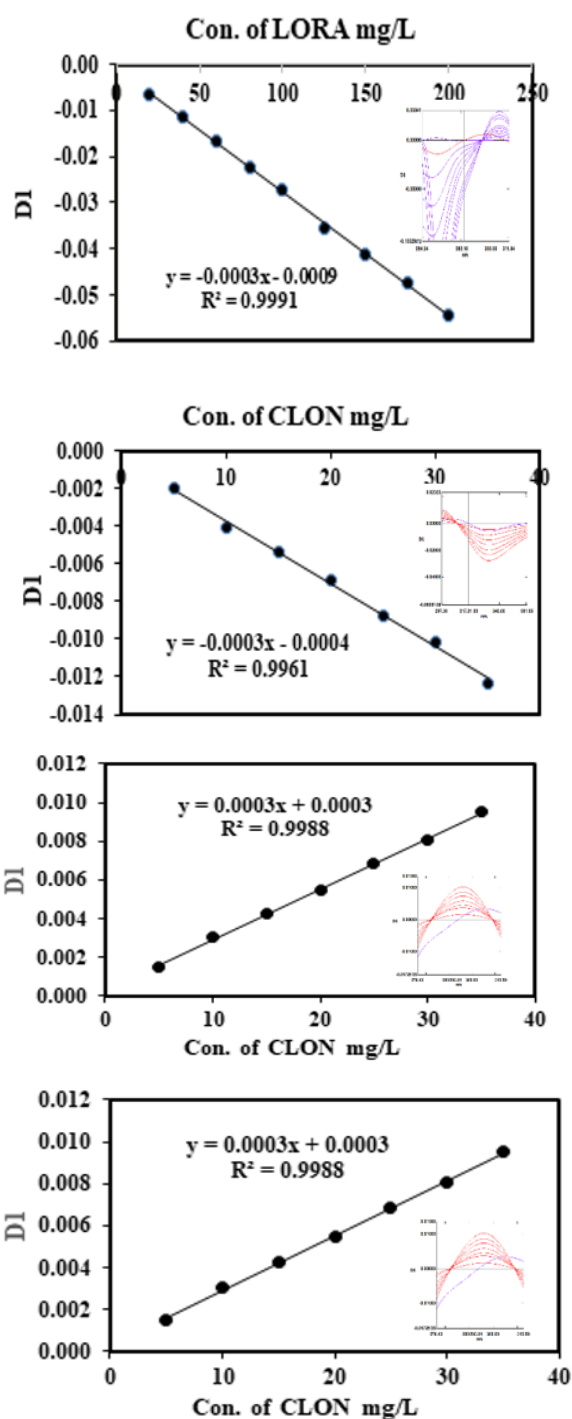 Con. of LORA mg/L
0.00
0 50 100 150 200 250
-0.01
-0.02
-0.03
-0.04
-0.05
-0.06
D1
y = -0.0003x - 0.0009
R² = 0.9991
Con. of CLON mg/L
0.000
0 10 20 30 40
-0.002
-0.004
-0.006
-0.008
-0.010
-0.012
-0.014
D1
y = -0.0003x - 0.0004
R² = 0.9961
0.012
0.010
0.008
0.006
0.004
0.002
0.000
D1
y = 0.0003x + 0.0003
R² = 0.9988
0 10 20 30 40
Con. of CLON mg/L
0.012
0.010
0.008
0.006
0.004
0.002
0.000
D1
y = 0.0003x + 0.0003
R² = 0.9988
0 10 20 30 40
Con. of CLON mg/L